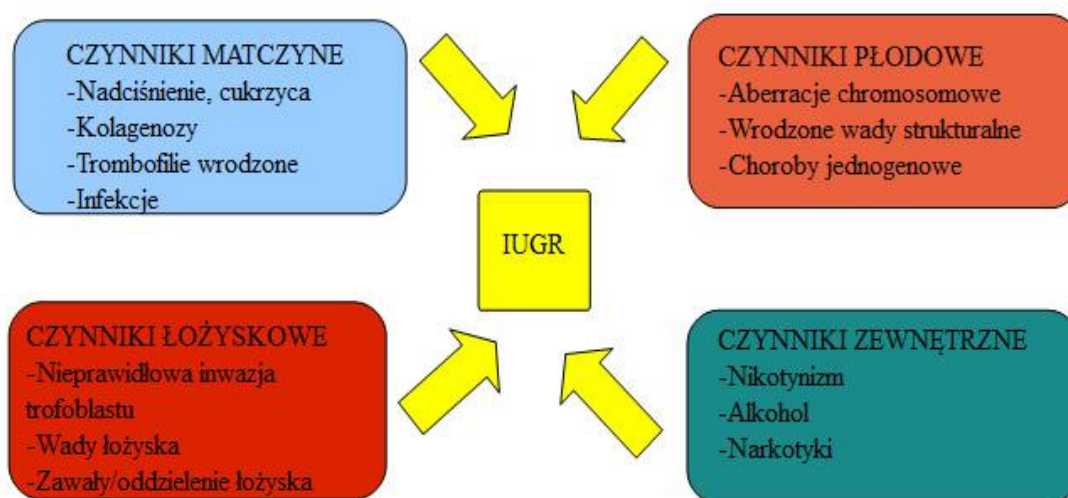 CZYNNIKI MATCZYNE
-Nadciśnienie, cukrzyca
-Kolagenozy
-Trombofilie wrodzone
-Infekcje
CZYNNIKI PŁODOWE
-Aberracje chromosomowe
-Wrodzone wady strukturalne
-Choroby jednogenowe
IUGR
CZYNNIKI ŁOŻYSKOWE
-Nieprawidłowa inwazja
trofoblastu
-Wady łożyska
-Zawały/oddzielenie łożyska
CZYNNIKI ZEWNĘTRZNE
-Nikotynizm
-Alkohol
-Narkotyki